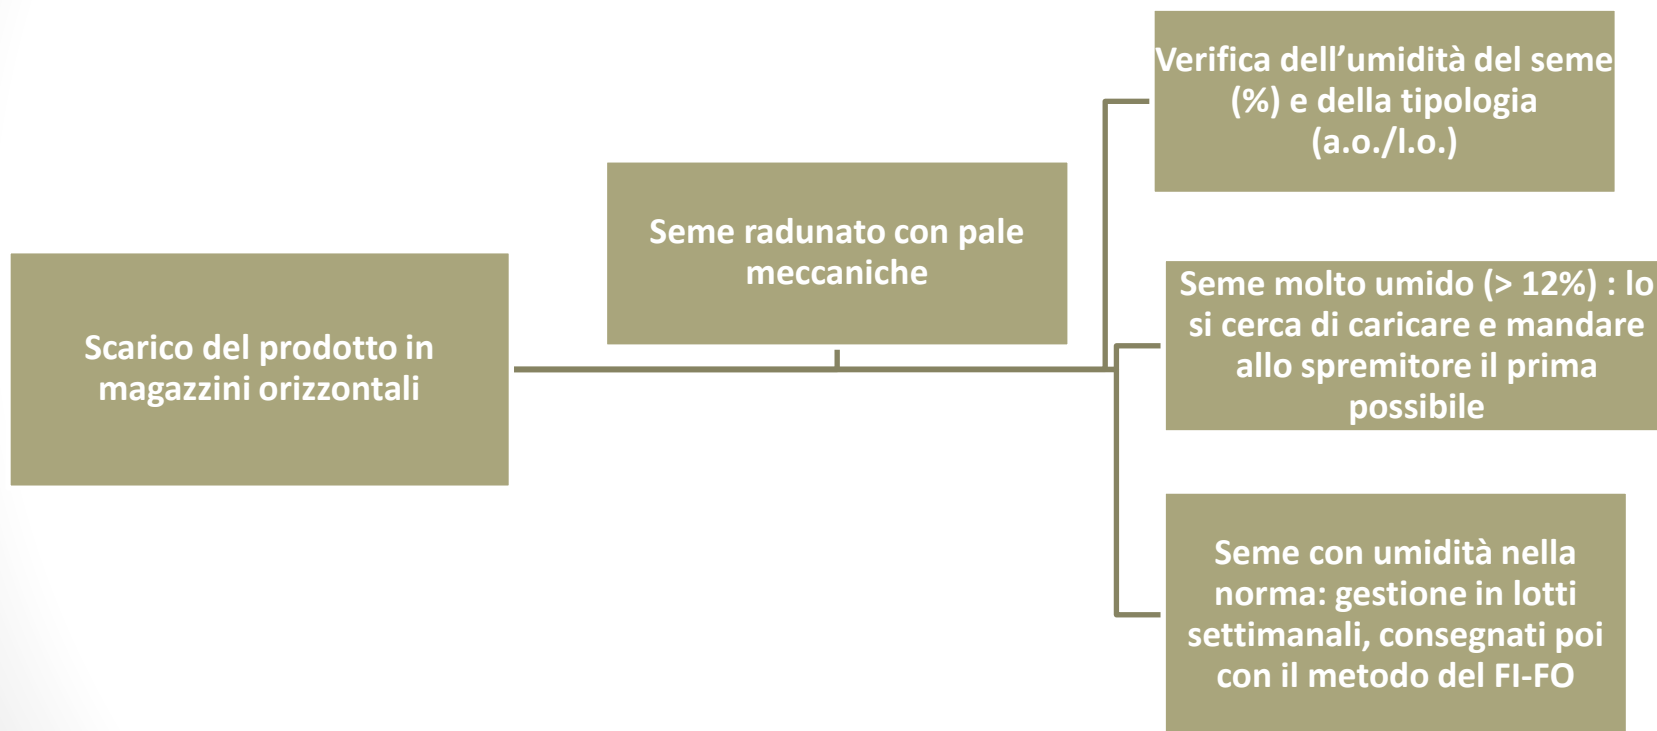 Scarico del prodotto in
magazzini orizzontali
Seme radunato con pale
meccaniche
Verifica dell’umidità del seme
(%) e della tipologia
(a.o./l.o.)
Seme molto umido (> 12%) : lo
si cerca di caricare e mandare
allo spremitore il prima
possibile
Seme con umidità nella
norma: gestione in lotti
settimanali, consegnati poi
con il metodo del FI-FO